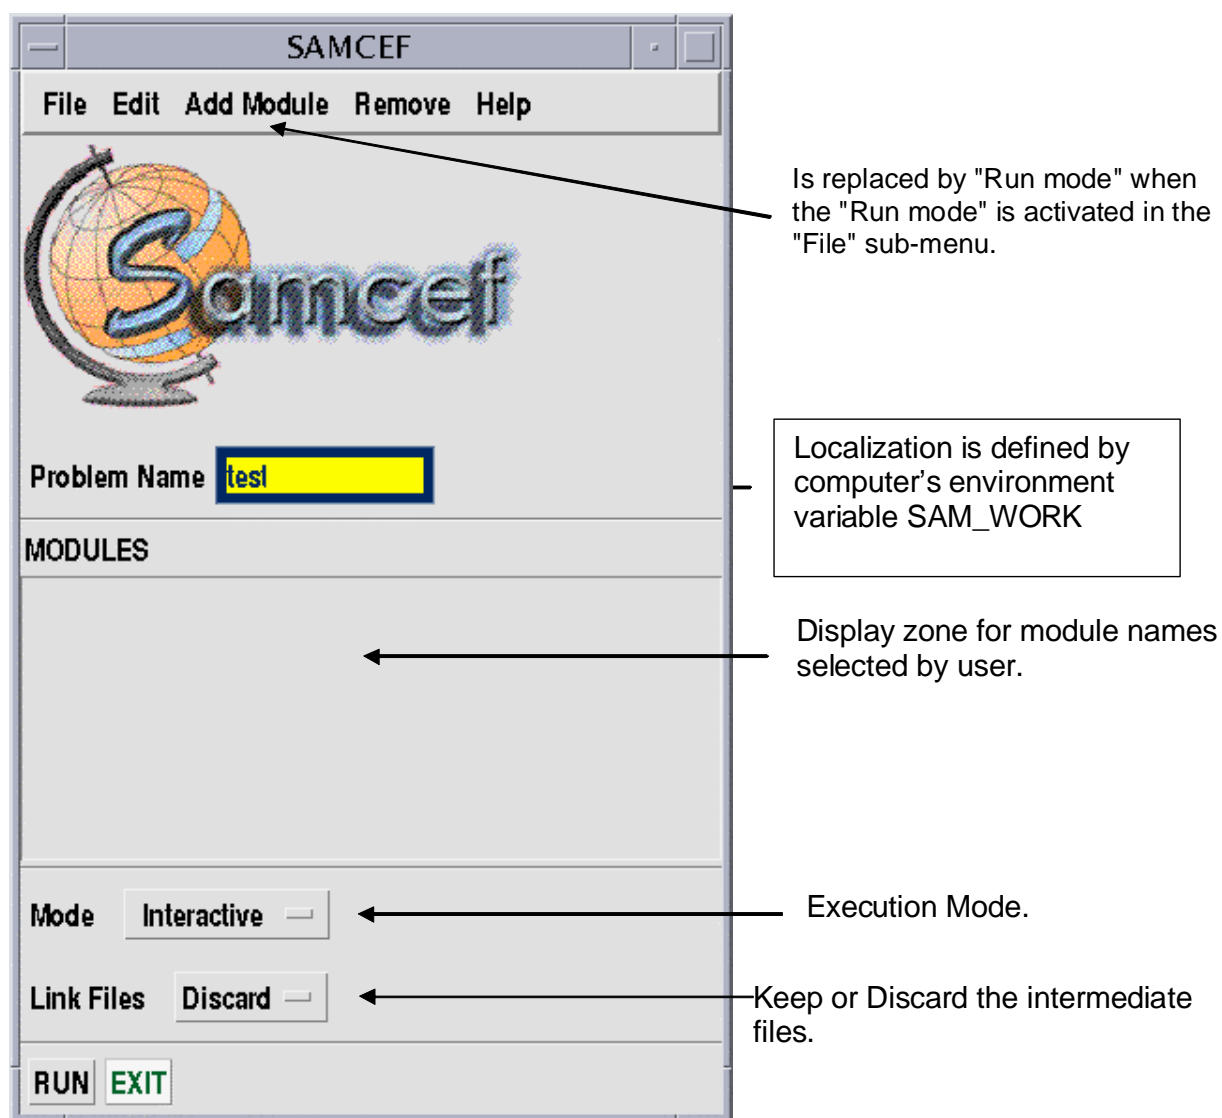 SAMCEF
File Edit Add Module Remove Help
Is replaced by "Run mode" when
the "Run mode" is activated in the
"File" sub-menu.
Samcef
Problem Name test
Localization is defined by
computer's environment
variable SAM_WORK
MODULES
Display zone for module names
selected by user.
Mode Interactive
Execution Mode.
Link Files Discard
Keep or Discard the intermediate
files.
RUN EXIT